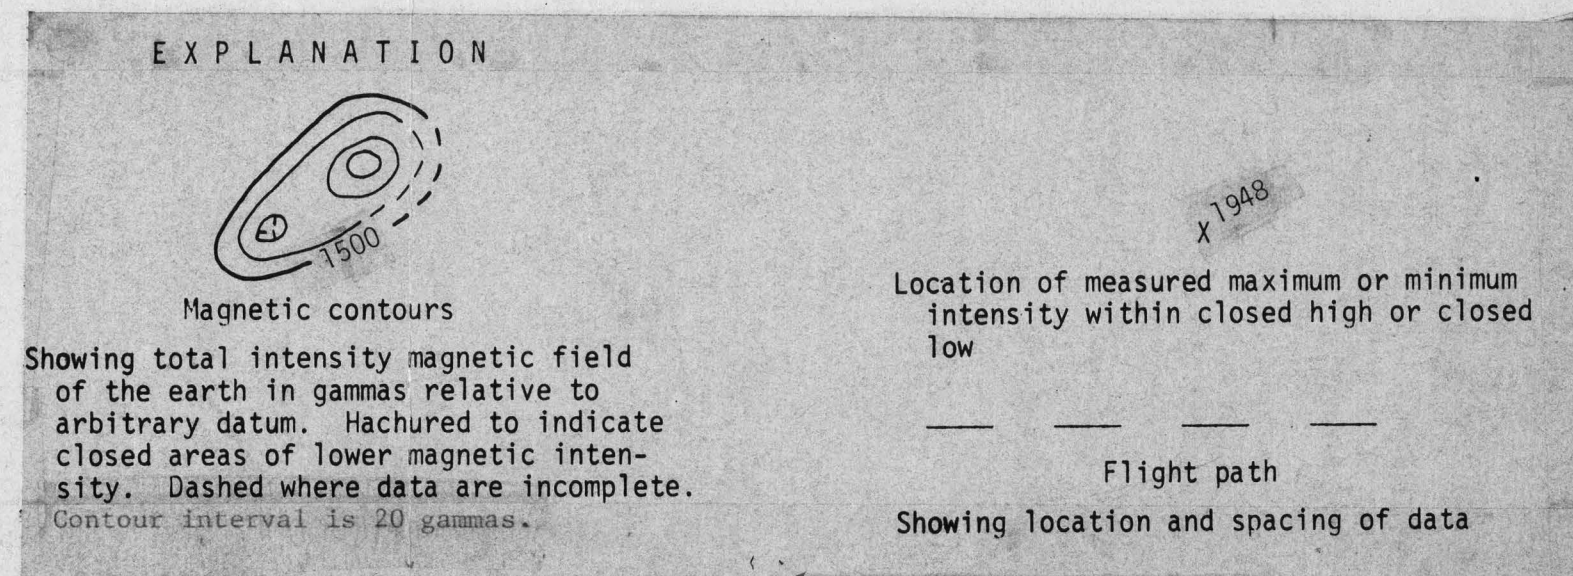 EXPLANATION
1500
Magnetic contours
Showing total intensity magnetic field
of the earth in gammas relative to
arbitrary datum. Hachured to indicate
closed areas of lower magnetic inten-
sity. Dashed where data are incomplete.
Contour interval is 20 gammas.
X 1948
Location of measured maximum or minimum
intensity within closed high or closed
low
Flight path
Showing location and spacing of data